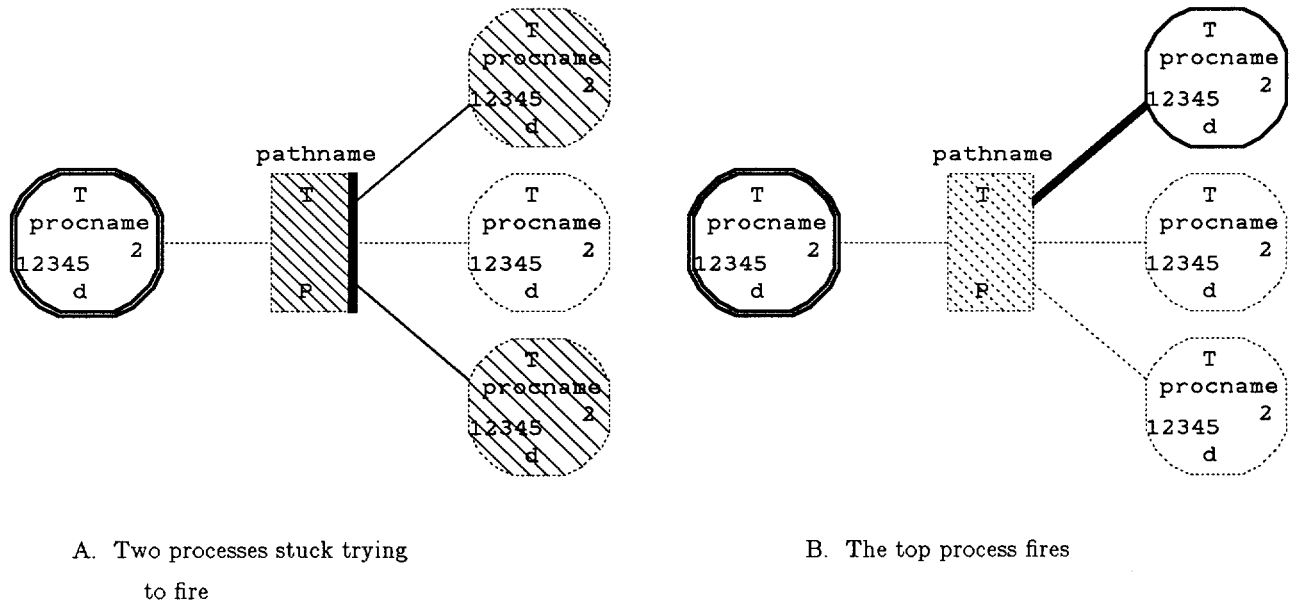 T
procname
2
12345
d
pathname
T
procname
2
12345
d
T
P
T
procname
2
12345
d
T
procname
2
12345
d
A. Two processes stuck trying
to fire
T
procname
2
12345
d
pathname
T
procname
2
12345
d
T
P
T
procname
2
12345
d
T
procname
2
12345
d
B. The top process fires